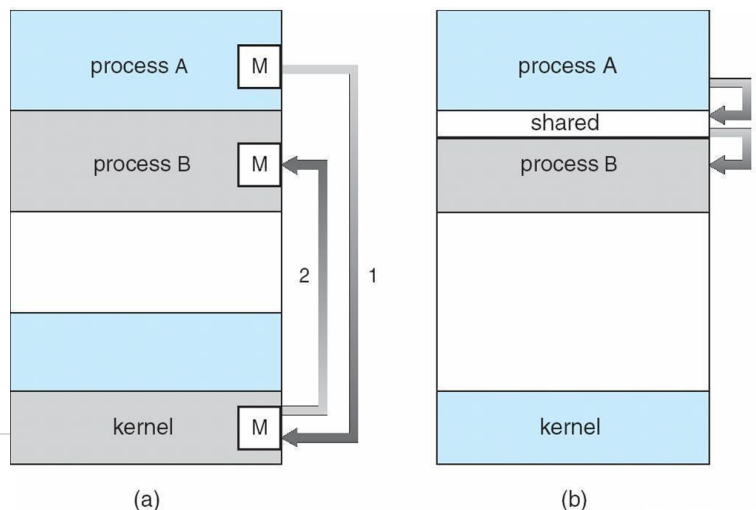 process A
M
process B
M
2
1
kernel
M
(a)
process A
shared
process B
kernel
(b)